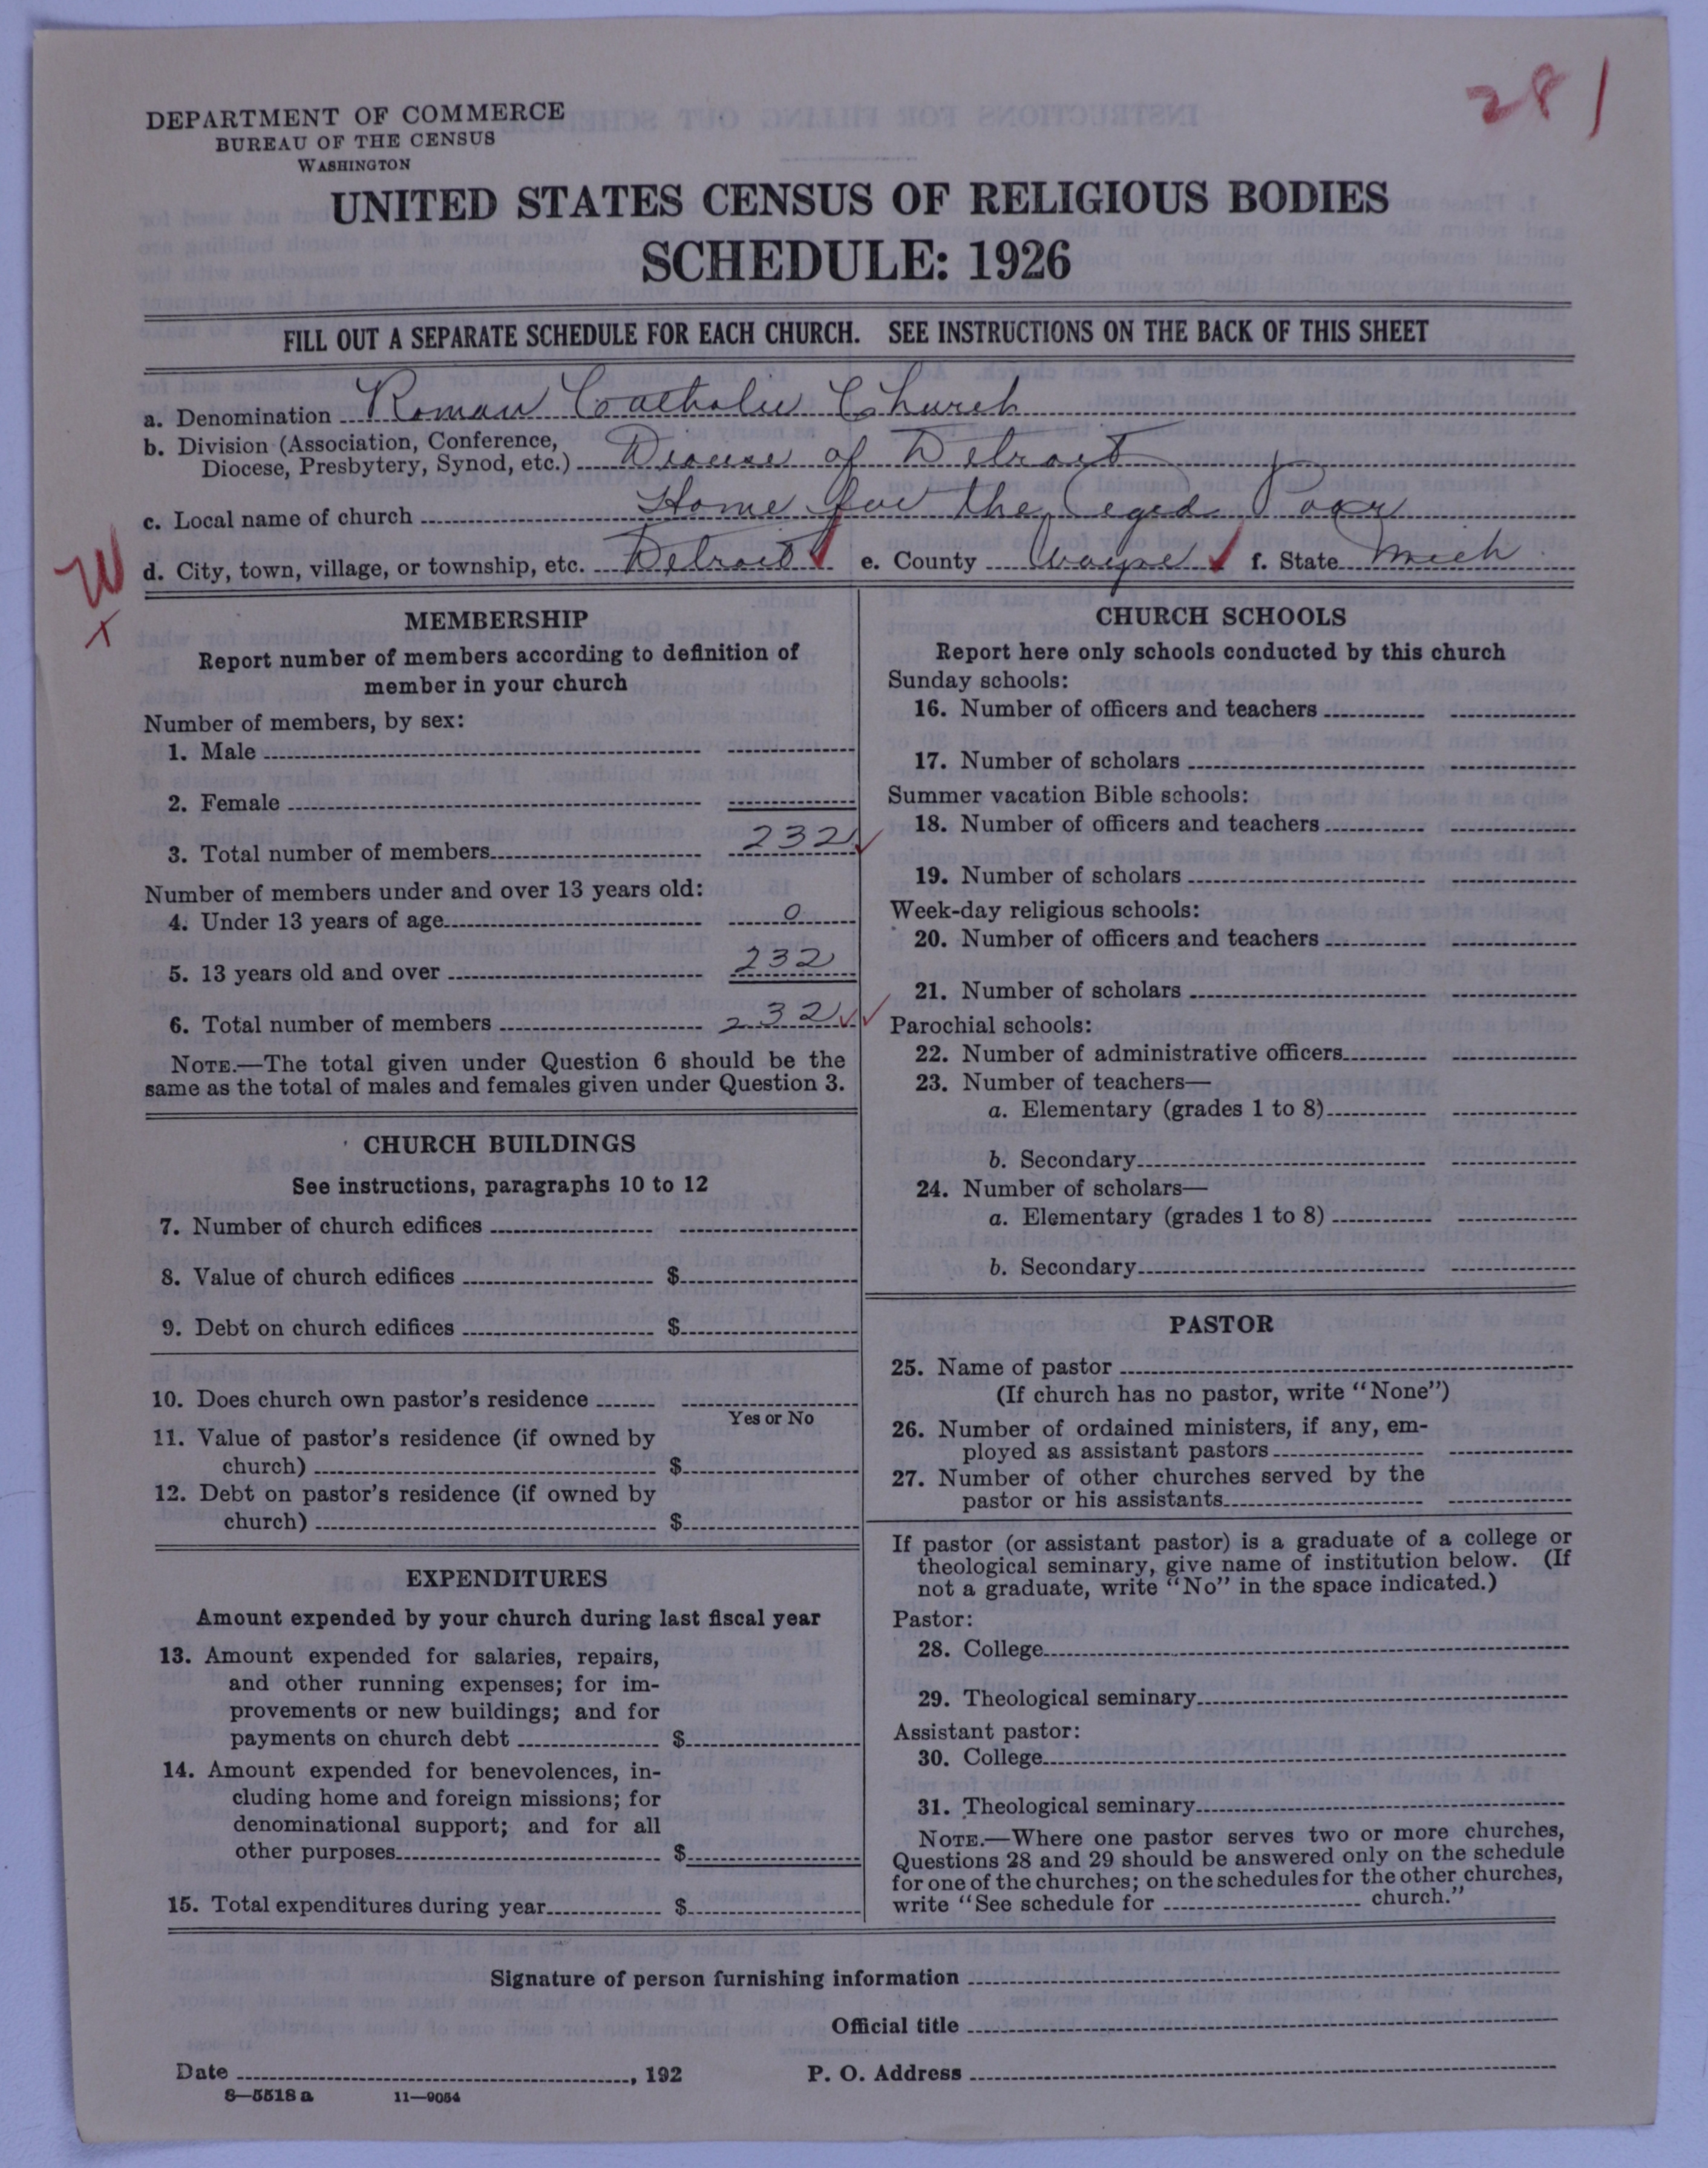 281
DEPARTMENT OF COMMERCE
BUREAU OF THE CENSUS
WASHINGTON
UNITED STATES CENSUS OF RELIGIOUS BODIES
SCHEDULE: 1926
FILL OUT A SEPARATE SCHEDULE FOR EACH CHURCH. SEE INSTRUCTIONS ON THE BACK OF THIS SHEET
a. Denomination Roman Catholic Church
b. Division (Association, Conference,
Diocese, Presbytery, Synod, etc.) Diocese of Detroit
c. Local name of church Home for the Aged Poor
d. City, town, village, or township, etc. Detroit ✓ e. County Wayne ✓ f. State Mich
W
x
MEMBERSHIP
Report number of members according to definition of
member in your church
Number of members, by sex:
1. Male
2. Female
3. Total number of members 232 ✓
Number of members under and over 13 years old:
4. Under 13 years of age 0
5. 13 years old and over 232
6. Total number of members 232 ✓✓
NOTE.—The total given under Question 6 should be the
same as the total of males and females given under Question 3.
CHURCH BUILDINGS
See instructions, paragraphs 10 to 12
7. Number of church edifices
8. Value of church edifices $
9. Debt on church edifices $
10. Does church own pastor's residence
Yes or No
11. Value of pastor's residence (if owned by
church) $
12. Debt on pastor's residence (if owned by
church) $
EXPENDITURES
Amount expended by your church during last fiscal year
13. Amount expended for salaries, repairs,
and other running expenses; for im-
provements or new buildings; and for
payments on church debt $
14. Amount expended for benevolences, in-
cluding home and foreign missions; for
denominational support; and for all
other purposes $
15. Total expenditures during year $
CHURCH SCHOOLS
Report here only schools conducted by this church
Sunday schools:
16. Number of officers and teachers
17. Number of scholars
Summer vacation Bible schools:
18. Number of officers and teachers
19. Number of scholars
Week-day religious schools:
20. Number of officers and teachers
21. Number of scholars
Parochial schools:
22. Number of administrative officers
23. Number of teachers—
a. Elementary (grades 1 to 8)
b. Secondary
24. Number of scholars—
a. Elementary (grades 1 to 8)
b. Secondary
PASTOR
25. Name of pastor
(If church has no pastor, write "None")
26. Number of ordained ministers, if any, em-
ployed as assistant pastors
27. Number of other churches served by the
pastor or his assistants
If pastor (or assistant pastor) is a graduate of a college or
theological seminary, give name of institution below. (If
not a graduate, write "No" in the space indicated.)
Pastor:
28. College
29. Theological seminary
Assistant pastor:
30. College
31. Theological seminary
NOTE.—Where one pastor serves two or more churches,
Questions 28 and 29 should be answered only on the schedule
for one of the churches; on the schedules for the other churches,
write "See schedule for church."
Signature of person furnishing information
Official title
Date , 192 P. O. Address
8—5518 a 11—9054